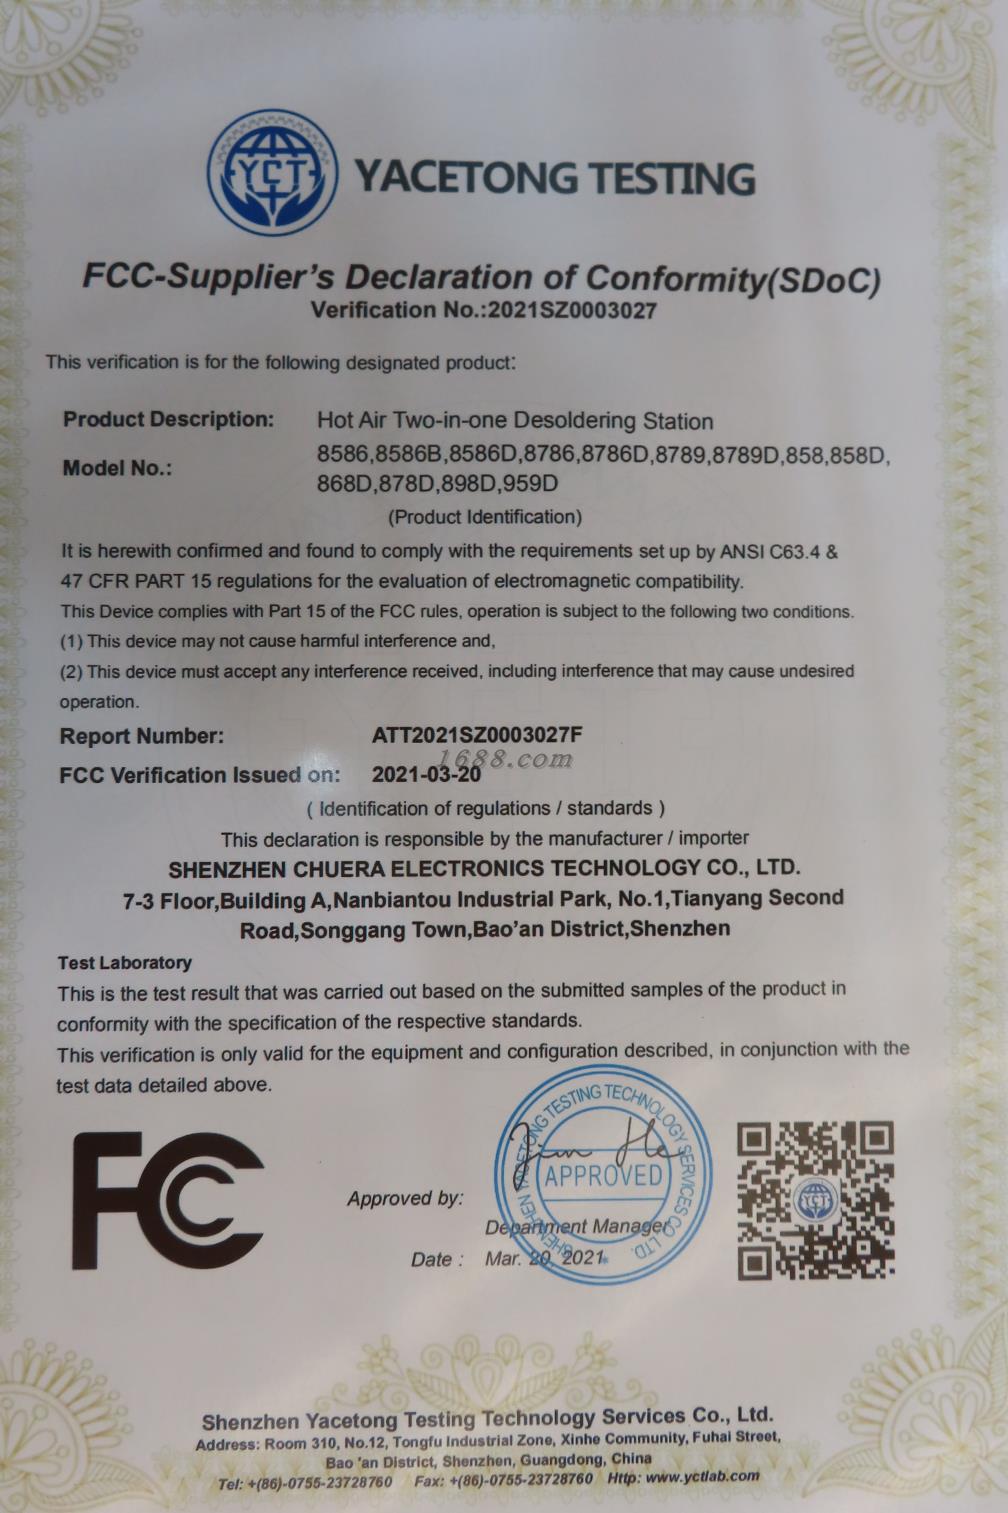 YCT
YACETONG TESTING
FCC-Supplier's Declaration of Conformity(SDoC)
Verification No.:2021SZ0003027
This verification is for the following designated product:
Product Description: Hot Air Two-in-one Desoldering Station
Model No.: 8586,8586B,8586D,8786,8786D,8789,8789D,858,858D,
868D,878D,898D,959D
(Product Identification)
It is herewith confirmed and found to comply with the requirements set up by ANSI C63.4 &
47 CFR PART 15 regulations for the evaluation of electromagnetic compatibility.
This Device complies with Part 15 of the FCC rules, operation is subject to the following two conditions.
(1) This device may not cause harmful interference and,
(2) This device must accept any interference received, including interference that may cause undesired
operation.
Report Number: ATT2021SZ0003027F
1688.com
FCC Verification Issued on: 2021-03-20
( Identification of regulations / standards )
This declaration is responsible by the manufacturer / importer
SHENZHEN CHUERA ELECTRONICS TECHNOLOGY CO., LTD.
7-3 Floor,Building A,Nanbiantou Industrial Park, No.1,Tianyang Second
Road,Songgang Town,Bao'an District,Shenzhen
Test Laboratory
This is the test result that was carried out based on the submitted samples of the product in
conformity with the specification of the respective standards.
This verification is only valid for the equipment and configuration described, in conjunction with the
test data detailed above.
FCC
SHENZHEN YACETONG TESTING TECHNOLOGY SERVICES CO., LTD.
Jim He
APPROVED
Approved by:
Department Manager
Date : Mar. 20 2021
YCT
Shenzhen Yacetong Testing Technology Services Co., Ltd.
Address: Room 310, No.12, Tongfu Industrial Zone, Xinhe Community, Fuhai Street,
Bao 'an District, Shenzhen, Guangdong, China
Tel: +(86)-0755-23728760 Fax: +(86)-0755-23728760 Http: www.yctlab.com